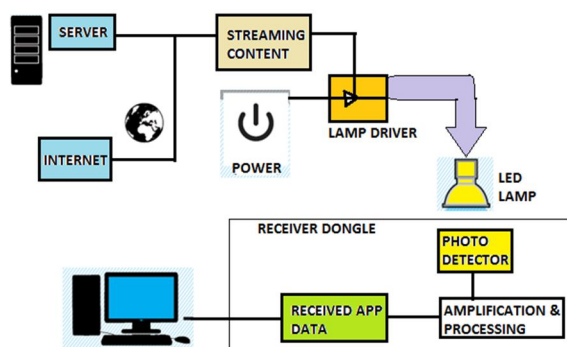 SERVER
STREAMING
CONTENT
INTERNET
POWER
LAMP DRIVER
LED
LAMP
RECEIVER DONGLE
PHOTO
DETECTOR
RECEIVED APP
DATA
AMPLIFICATION &
PROCESSING